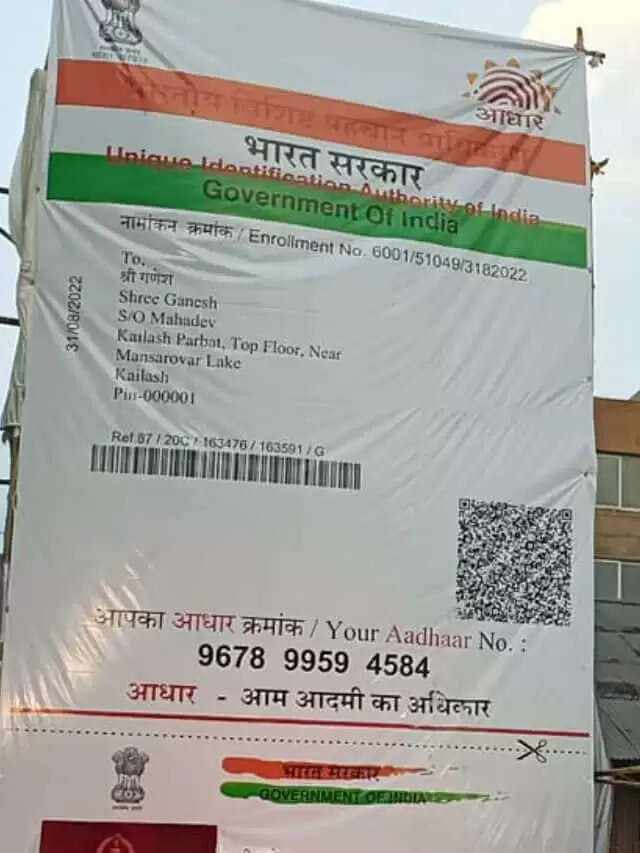 आधार
भारतीय विशिष्ट पहचान प्राधिकरण
भारत सरकार
Unique Identification Authority of India
Government Of India
नामांकन क्रमांक / Enrollment No. 6001/51049/3182022
31/08/2022
To,
श्री गणेश
Shree Ganesh
S/O Mahadev
Kailash Parbat, Top Floor, Near
Mansarovar Lake
Kailash
Pin-000001
Ref.87 / 20C / 163476 / 163591 / G
आपका आधार क्रमांक / Your Aadhaar No. :
9678 9959 4584
आधार - आम आदमी का अधिकार
भारत सरकार
GOVERNMENT OF INDIA